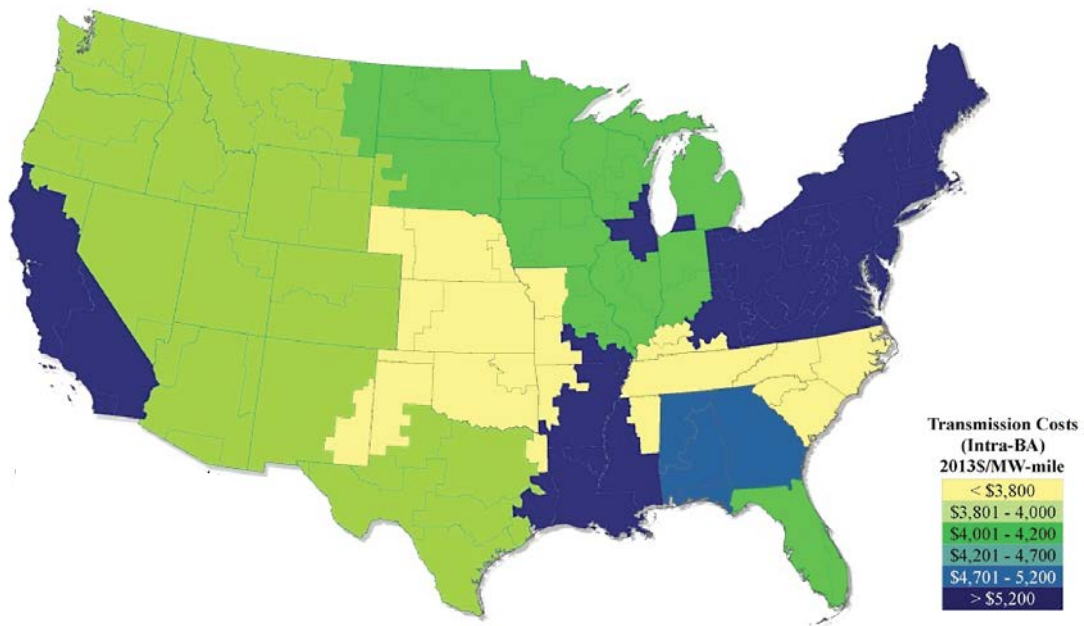 Transmission Costs
(Intra-BA)
2013$/MW-mile
< $3,800
$3,801 - 4,000
$4,001 - 4,200
$4,201 - 4,700
$4,701 - 5,200
> $5,200